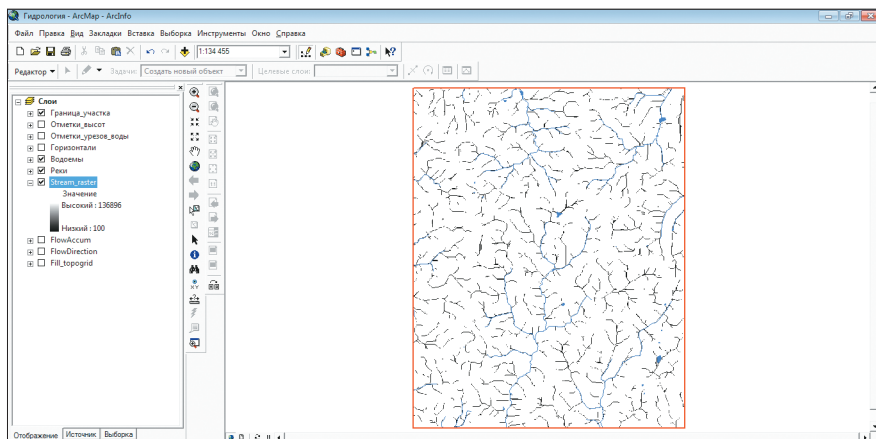 Гидрология - ArcMap - ArcInfo
Файл Правка Вид Закладки Вставка Выборка Инструменты Окно Справка
1:134 455
Редактор Задачи: Создать новый объект Целевые слои:
Слои
Граница_участка
Отметки_высот
Отметки_урезов_воды
Горизонтали
Водоемы
Реки
Stream_raster
Значение
Высокий : 136896
Низкий : 100
FlowAccum
FlowDirection
Fill_topogrid
Отображение Источник Выборка